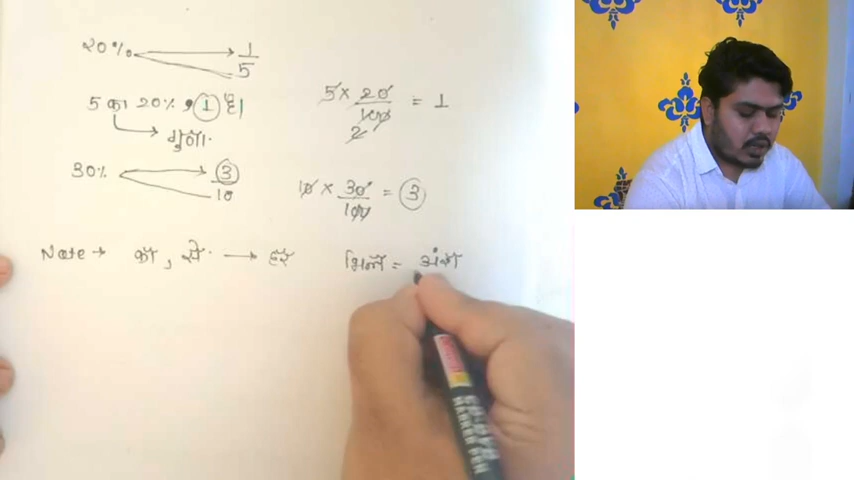 20% → 1/5
5 का 20%, 1 है।
→ गुणा.
5 × 20/100 = 1
2
30% → 3/10
10 × 30/100 = 3
Note → का, से. → हर
भिन्न = अंश